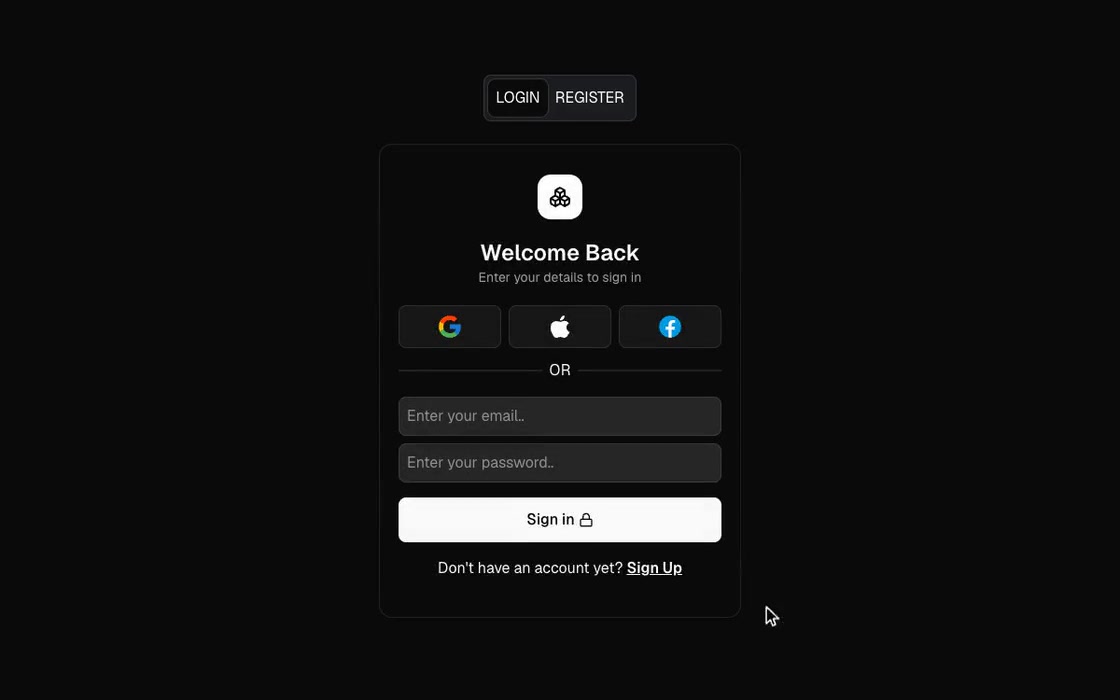 LOGIN REGISTER
Welcome Back
Enter your details to sign in
OR
Enter your email..
Enter your password..
Sign in
Don't have an account yet? Sign Up